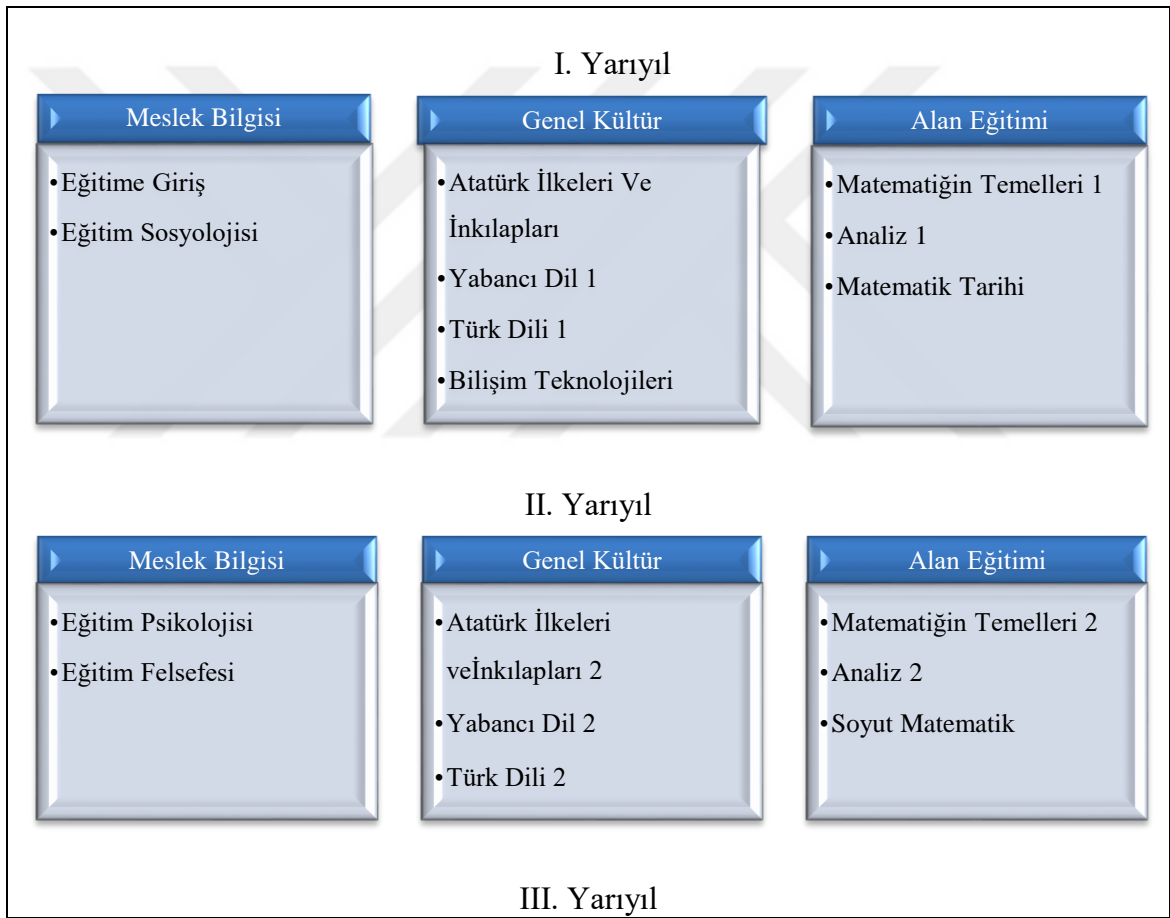 I. Yarıyıl
Meslek Bilgisi
•Eğitime Giriş
•Eğitim Sosyolojisi
Genel Kültür
•Atatürk İlkeleri Ve
İnkılapları
•Yabancı Dil 1
•Türk Dili 1
•Bilişim Teknolojileri
Alan Eğitimi
•Matematiğin Temelleri 1
•Analiz 1
•Matematik Tarihi
II. Yarıyıl
Meslek Bilgisi
•Eğitim Psikolojisi
•Eğitim Felsefesi
Genel Kültür
•Atatürk İlkeleri
veİnkılapları 2
•Yabancı Dil 2
•Türk Dili 2
Alan Eğitimi
•Matematiğin Temelleri 2
•Analiz 2
•Soyut Matematik
III. Yarıyıl